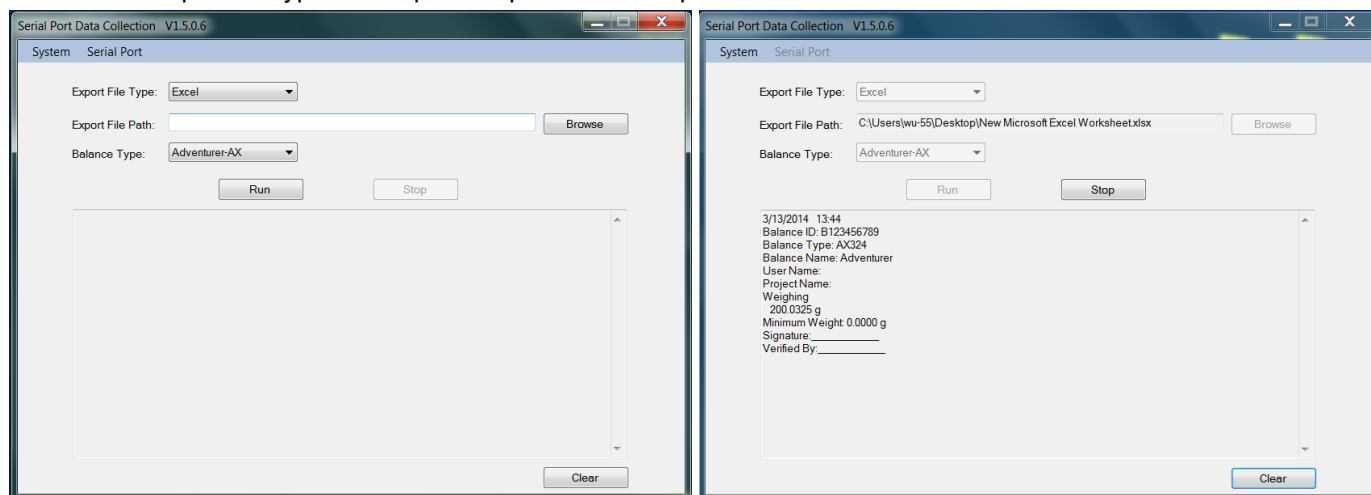 Serial Port Data Collection V1.5.0.6
System Serial Port
Export File Type: Excel
Export File Path: Browse
Balance Type: Adventurer-AX
Run Stop
Clear
Serial Port Data Collection V1.5.0.6
System Serial Port
Export File Type: Excel
Export File Path: C:\Users\wu-55\Desktop\New Microsoft Excel Worksheet.xlsx Browse
Balance Type: Adventurer-AX
Run Stop
3/13/2014 13:44
Balance ID: B123456789
Balance Type: AX324
Balance Name: Adventurer
User Name:
Project Name:
Weighing
200.0325 g
Minimum Weight: 0.0000 g
Signature:___________
Verified By:___________
Clear